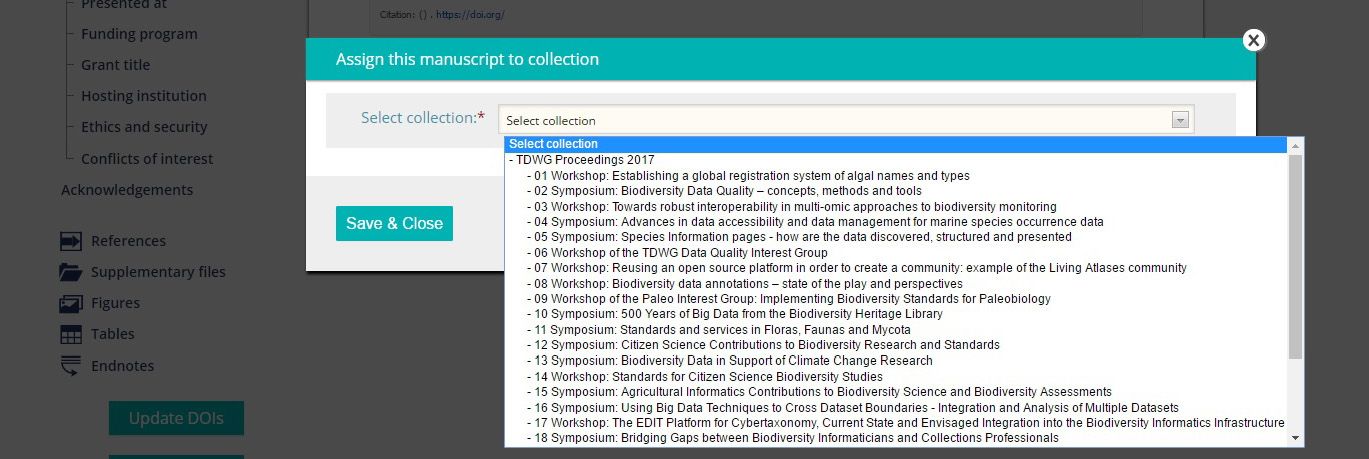 Presented at
Citation: () . https://doi.org/
Funding program
Grant title
Hosting institution
Ethics and security
Conflicts of interest
Acknowledgements
References
Supplementary files
Figures
Tables
Endnotes
Update DOIs
Assign this manuscript to collection
Select collection:*
Select collection
Select collection
- TDWG Proceedings 2017
- 01 Workshop: Establishing a global registration system of algal names and types
- 02 Symposium: Biodiversity Data Quality – concepts, methods and tools
- 03 Workshop: Towards robust interoperability in multi-omic approaches to biodiversity monitoring
- 04 Symposium: Advances in data accessibility and data management for marine species occurrence data
- 05 Symposium: Species Information pages - how are the data discovered, structured and presented
- 06 Workshop of the TDWG Data Quality Interest Group
- 07 Workshop: Reusing an open source platform in order to create a community: example of the Living Atlases community
- 08 Workshop: Biodiversity data annotations – state of the play and perspectives
- 09 Workshop of the Paleo Interest Group: Implementing Biodiversity Standards for Paleobiology
- 10 Symposium: 500 Years of Big Data from the Biodiversity Heritage Library
- 11 Symposium: Standards and services in Floras, Faunas and Mycota
- 12 Symposium: Citizen Science Contributions to Biodiversity Research and Standards
- 13 Symposium: Biodiversity Data in Support of Climate Change Research
- 14 Workshop: Standards for Citizen Science Biodiversity Studies
- 15 Symposium: Agricultural Informatics Contributions to Biodiversity Science and Biodiversity Assessments
- 16 Symposium: Using Big Data Techniques to Cross Dataset Boundaries - Integration and Analysis of Multiple Datasets
- 17 Workshop: The EDIT Platform for Cybertaxonomy, Current State and Envisaged Integration into the Biodiversity Informatics Infrastructure
- 18 Symposium: Bridging Gaps between Biodiversity Informaticians and Collections Professionals
Save & Close